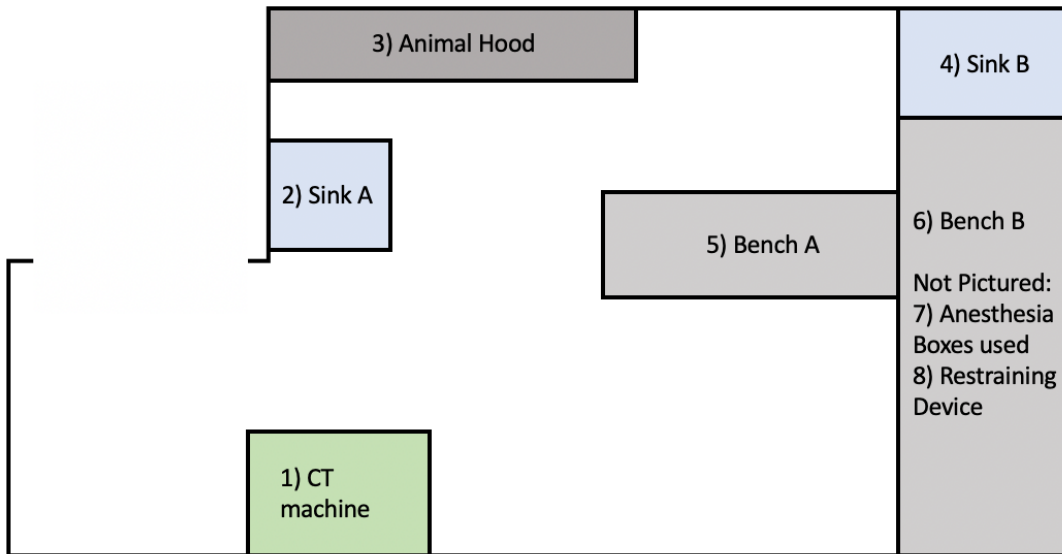 3) Animal Hood
4) Sink B
2) Sink A
5) Bench A
6) Bench B
Not Pictured:
7) Anesthesia
Boxes used
8) Restraining
Device
1) CT
machine